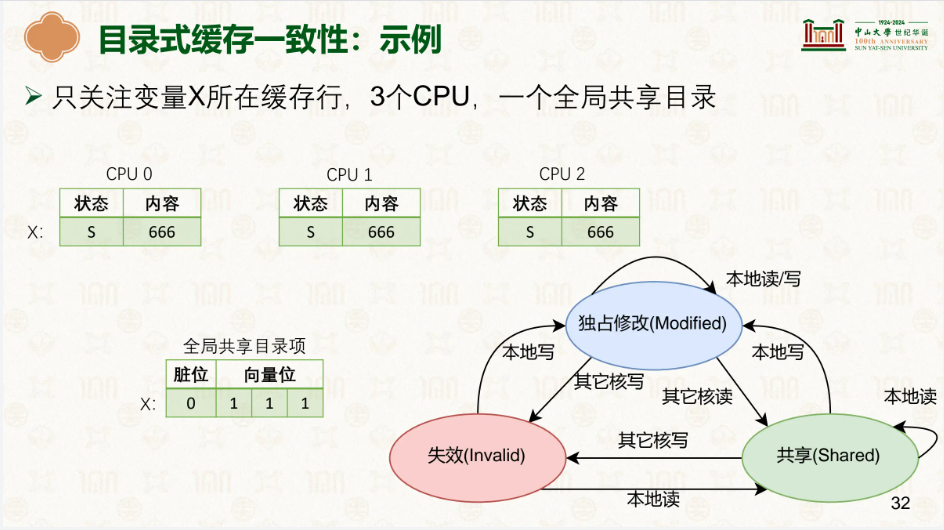 目录式缓存一致性：示例
1924-2024
中山大學 世纪华诞
100th ANNIVERSARY
SUN YAT-SEN UNIVERSITY
➢ 只关注变量X所在缓存行，3个CPU，一个全局共享目录
CPU 0 CPU 1 CPU 2
状态 内容 状态 内容 状态 内容
X： S 666 S 666 S 666
本地读/写
独占修改(Modified)
全局共享目录项
本地写 本地写
脏位 向量位
其它核写
其它核读
本地读
X： 0 1 1 1
其它核写
失效(Invalid) 共享(Shared)
本地读
32